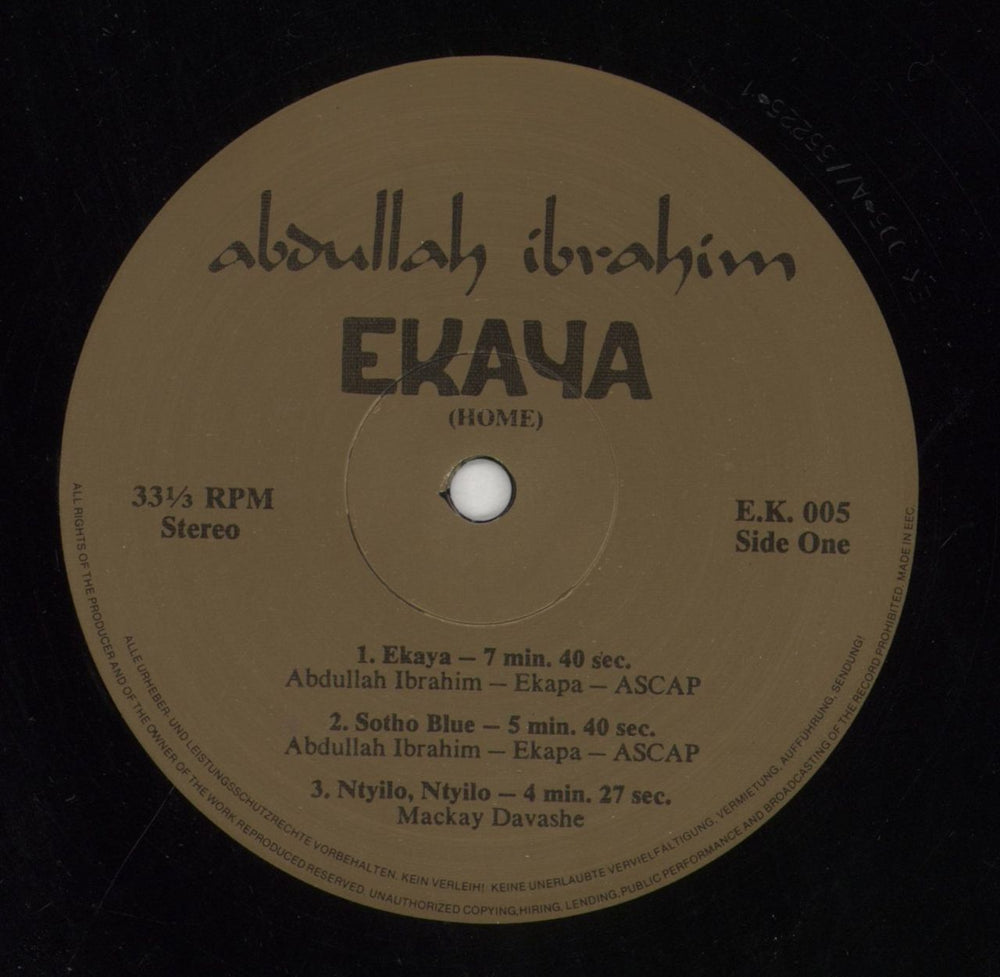 abdullah ibrahim
EKAYA
(HOME)
33⅓ RPM
Stereo
E.K. 005
Side One
1. Ekaya — 7 min. 40 sec.
Abdullah Ibrahim — Ekapa — ASCAP
2. Sotho Blue — 5 min. 40 sec.
Abdullah Ibrahim — Ekapa — ASCAP
3. Ntyilo, Ntyilo — 4 min. 27 sec.
Mackay Davashe
ALLE URHEBER- UND LEISTUNGSSCHUTZRECHTE VORBEHALTEN. KEIN VERLEIH! KEINE UNERLAUBTE VERVIELFÄLTIGUNG, VERMIETUNG, AUFFÜHRUNG, SENDUNG!
ALL RIGHTS OF THE PRODUCER AND OF THE OWNER OF THE WORK REPRODUCED RESERVED. UNAUTHORIZED COPYING, HIRING, LENDING, PUBLIC PERFORMANCE AND BROADCASTING OF THE RECORD PROHIBITED. MADE IN EEC.